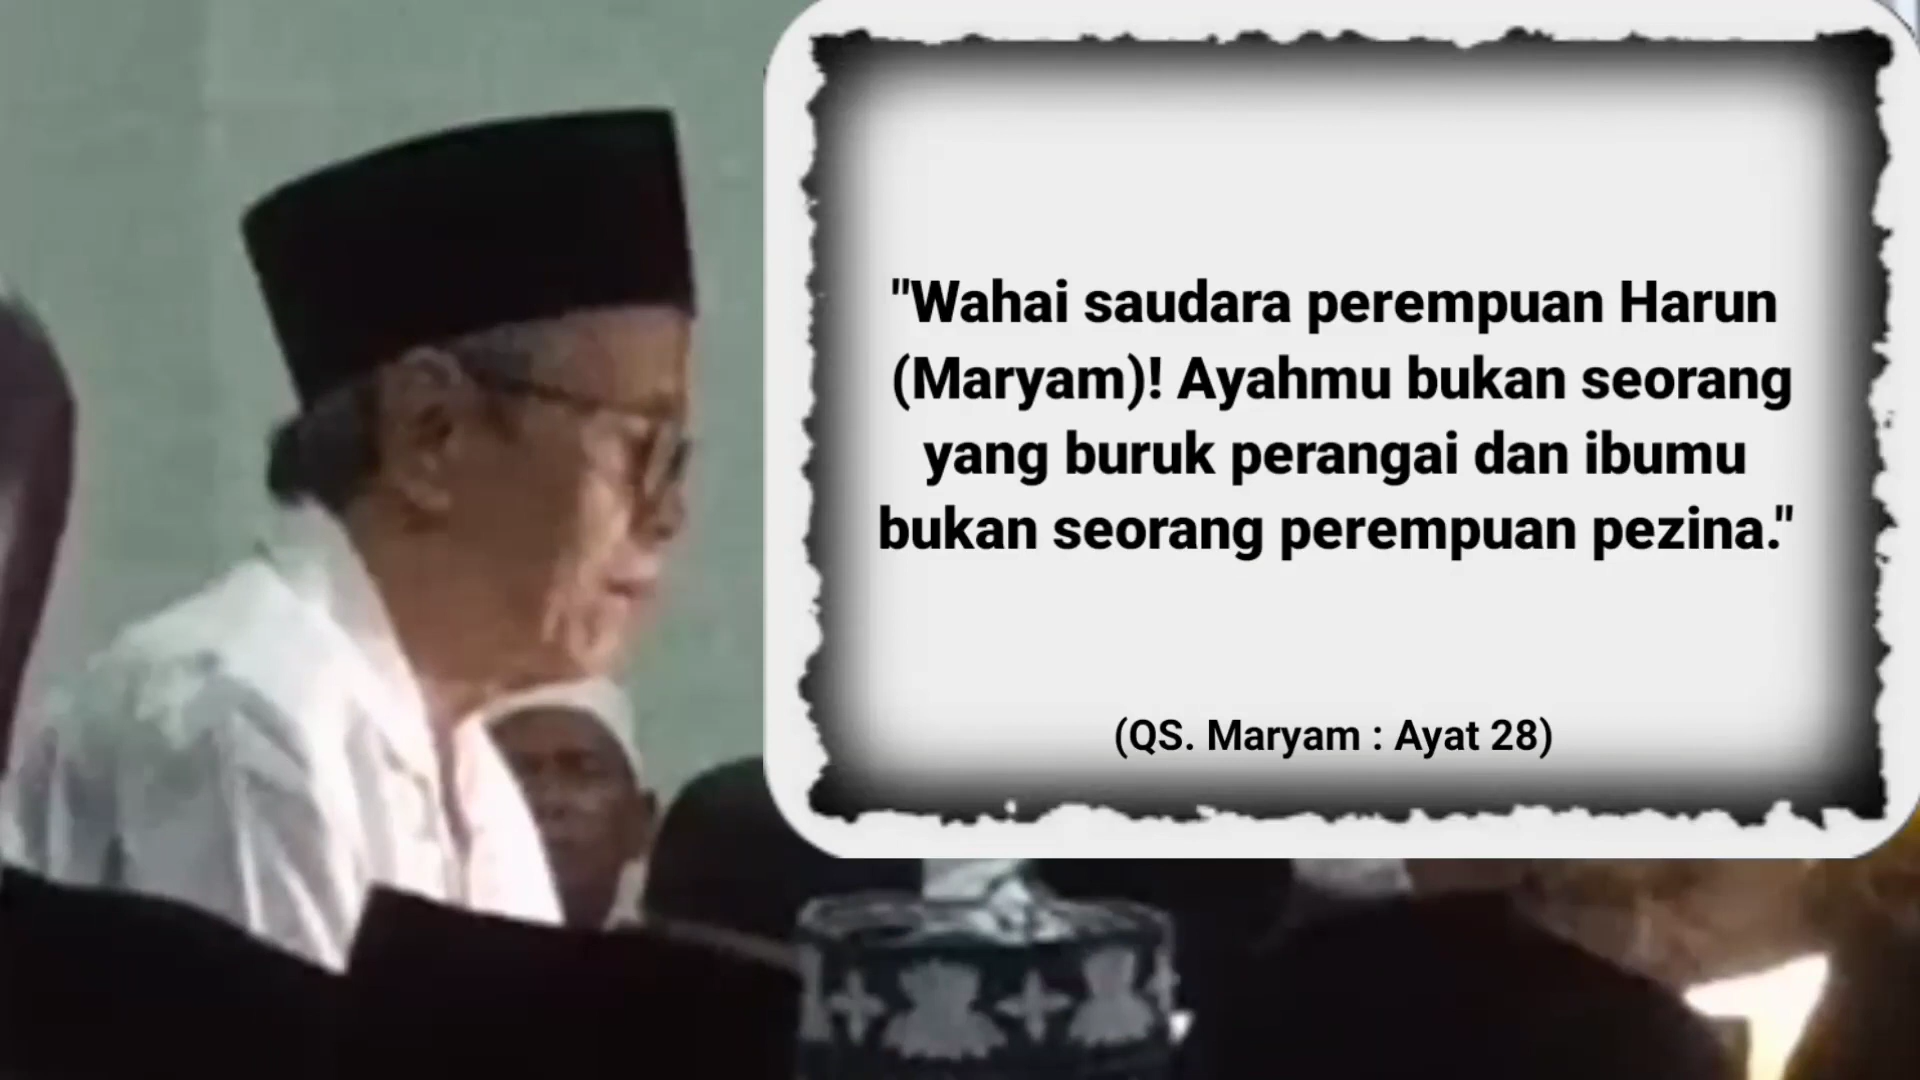 "Wahai saudara perempuan Harun
(Maryam)! Ayahmu bukan seorang
yang buruk perangai dan ibumu
bukan seorang perempuan pezina."
(QS. Maryam : Ayat 28)